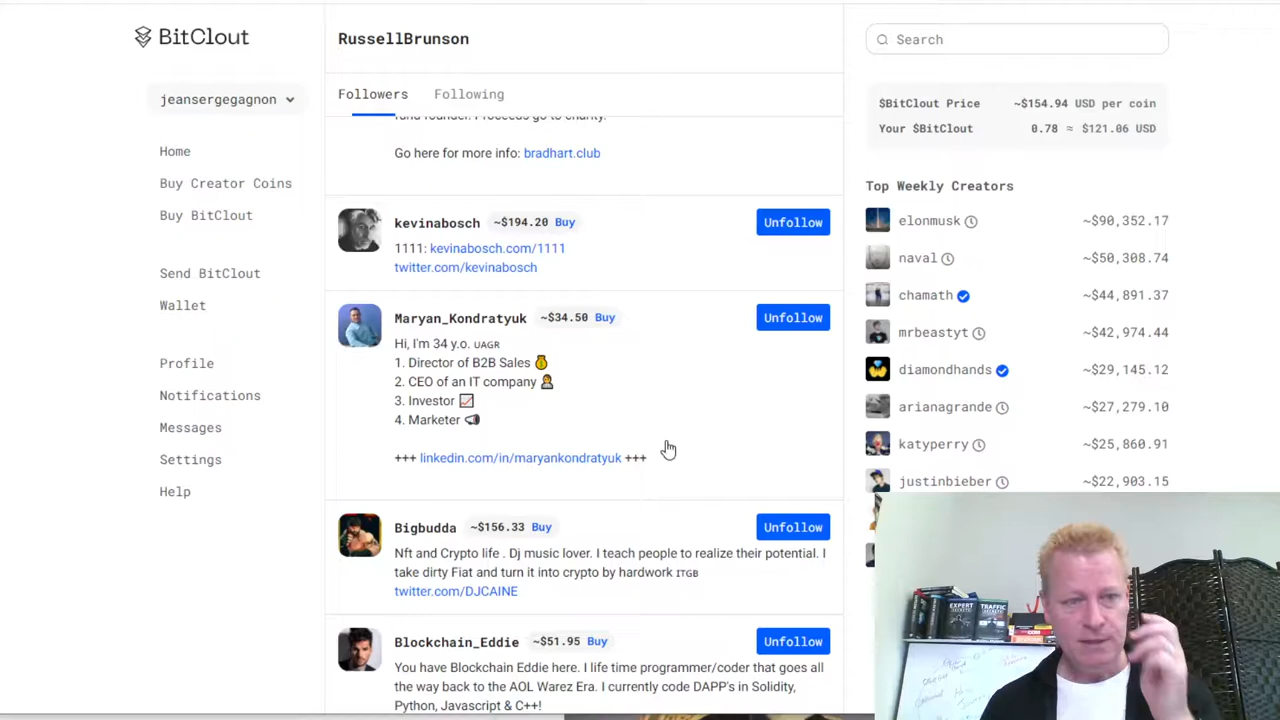 BitClout
jeansergegagnon
Home
Buy Creator Coins
Buy BitClout
Send BitClout
Wallet
Profile
Notifications
Messages
Settings
Help
RussellBrunson
Followers Following
Go here for more info: bradhart.club
kevinabosch ~$194.20 Buy Unfollow
1111: kevinabosch.com/1111
twitter.com/kevinabosch
Maryan_Kondratyuk ~$34.50 Buy Unfollow
Hi, I'm 34 y.o. UAGR
1. Director of B2B Sales 💰
2. CEO of an IT company
3. Investor 📈
4. Marketer 📢
+++ linkedin.com/in/maryankondratyuk +++
Bigbudda ~$156.33 Buy Unfollow
Nft and Crypto life . Dj music lover. I teach people to realize their potential. I
take dirty Fiat and turn it into crypto by hardwork ITGB
twitter.com/DJCAINE
Blockchain_Eddie ~$51.95 Buy Unfollow
You have Blockchain Eddie here. I life time programmer/coder that goes all
the way back to the AOL Warez Era. I currently code DAPP's in Solidity,
Python, Javascript & C++!
Search
$BitClout Price ~$154.94 USD per coin
Your $BitClout 0.78 ≈ $121.06 USD
Top Weekly Creators
elonmusk ~$90,352.17
naval ~$50,308.74
chamath ~$44,891.37
mrbeastyt ~$42,974.44
diamondhands ~$29,145.12
arianagrande ~$27,279.10
katyperry ~$25,860.91
justinbieber ~$22,903.15
EXPERT
SECRETS
TRAFFIC
SECRETS